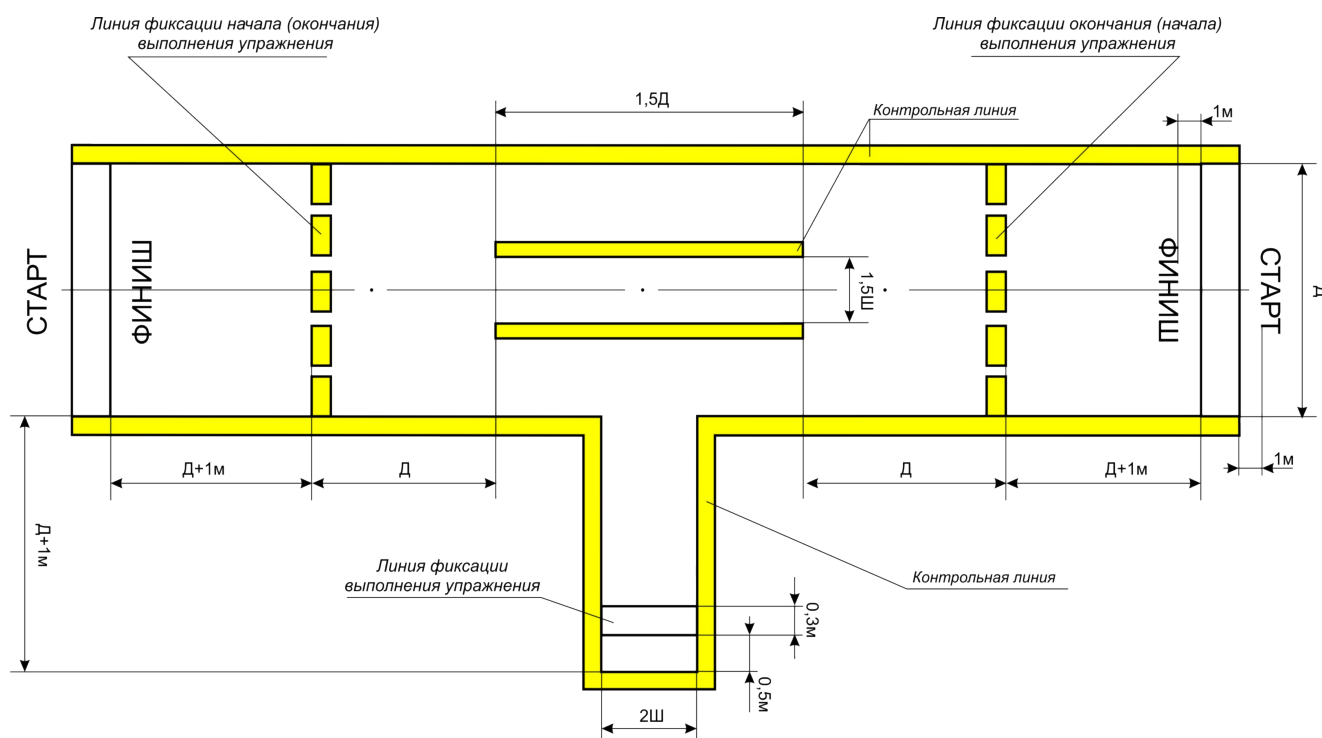 Линия фиксации начала (окончания)
выполнения упражнения
Линия фиксации окончания (начала)
выполнения упражнения
1,5Д
Контрольная линия
1м
СТАРТ
ФИНИШ
1,5Ш
ФИНИШ
СТАРТ
Д
Д+1м
Д
Д
Д+1м
1м
Д+1м
Линия фиксации
выполнения упражнения
Контрольная линия
0,3м
0,5м
2Ш